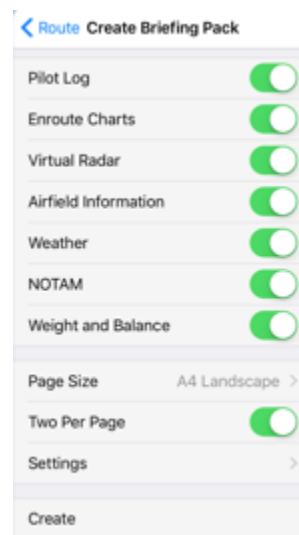 Route Create Briefing Pack
Pilot Log
Enroute Charts
Virtual Radar
Airfield Information
Weather
NOTAM
Weight and Balance
Page Size A4 Landscape
Two Per Page
Settings
Create